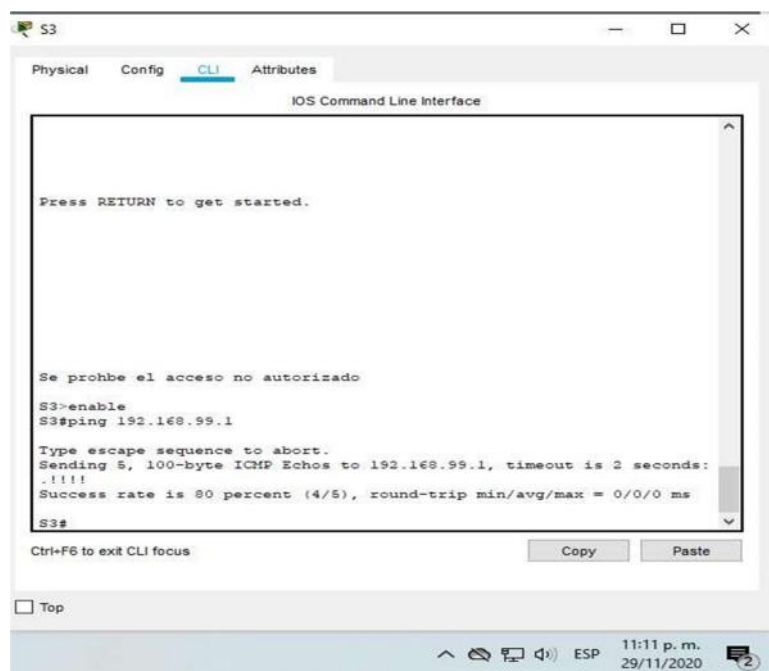 S3
Physical Config CLI Attributes
IOS Command Line Interface
Press RETURN to get started.
Se prohbe el acceso no autorizado
S3>enable
S3#ping 192.168.99.1
Type escape sequence to abort.
Sending 5, 100-byte ICMP Echos to 192.168.99.1, timeout is 2 seconds:
.!!!!
Success rate is 80 percent (4/5), round-trip min/avg/max = 0/0/0 ms
S3#
Ctrl+F6 to exit CLI focus
Copy Paste
Top
ESP 11:11 p. m.
29/11/2020
2